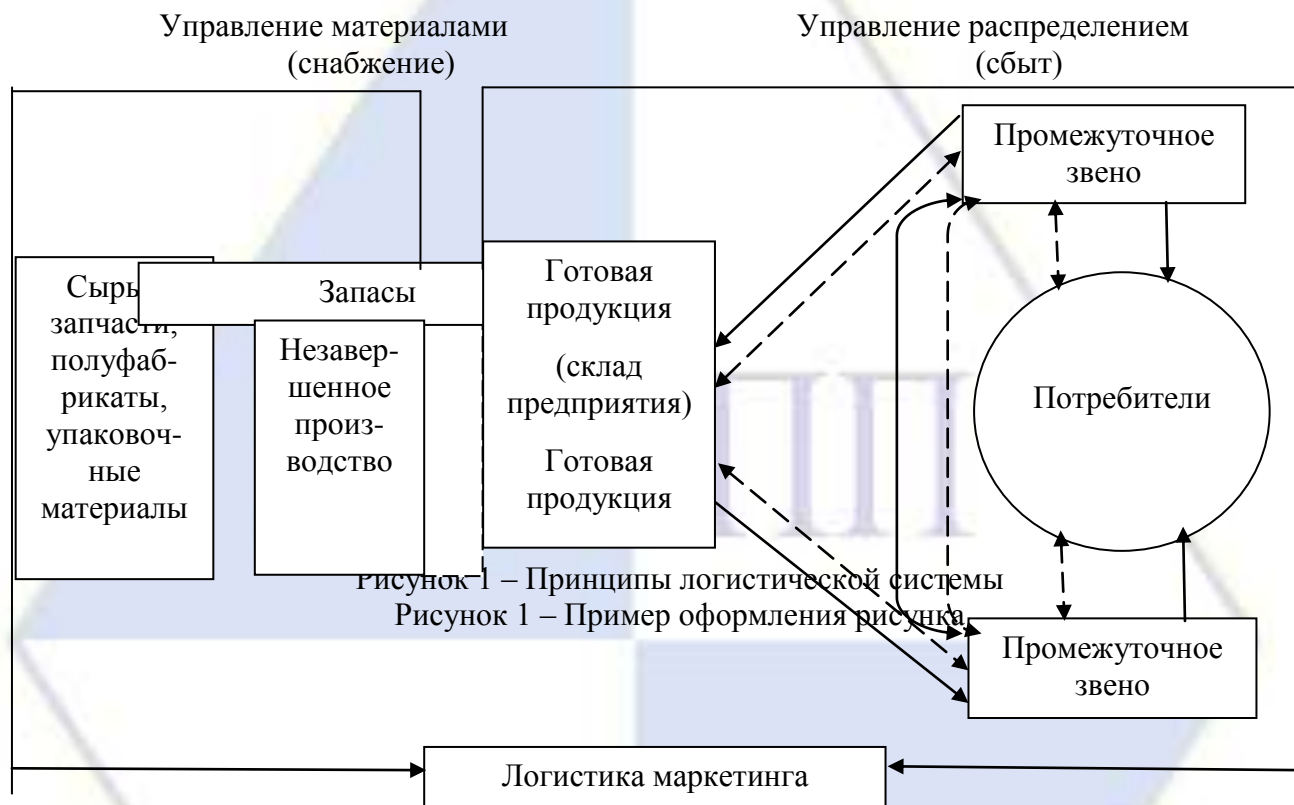 Управление материалами
(снабжение)
Управление распределением
(сбыт)
Промежуточное
звено
Сырь
запчасти,
полуфаб-
рикаты,
упаковоч-
ные
материалы
Запасы
Незавер-
шенное
произ-
водство
Готовая
продукция
(склад
предприятия)
Готовая
продукция
Потребители
ПП
Рисунок 1 – Принципы логистической системы
Рисунок 1 – Пример оформления рисунка
Промежуточное
звено
Логистика маркетинга